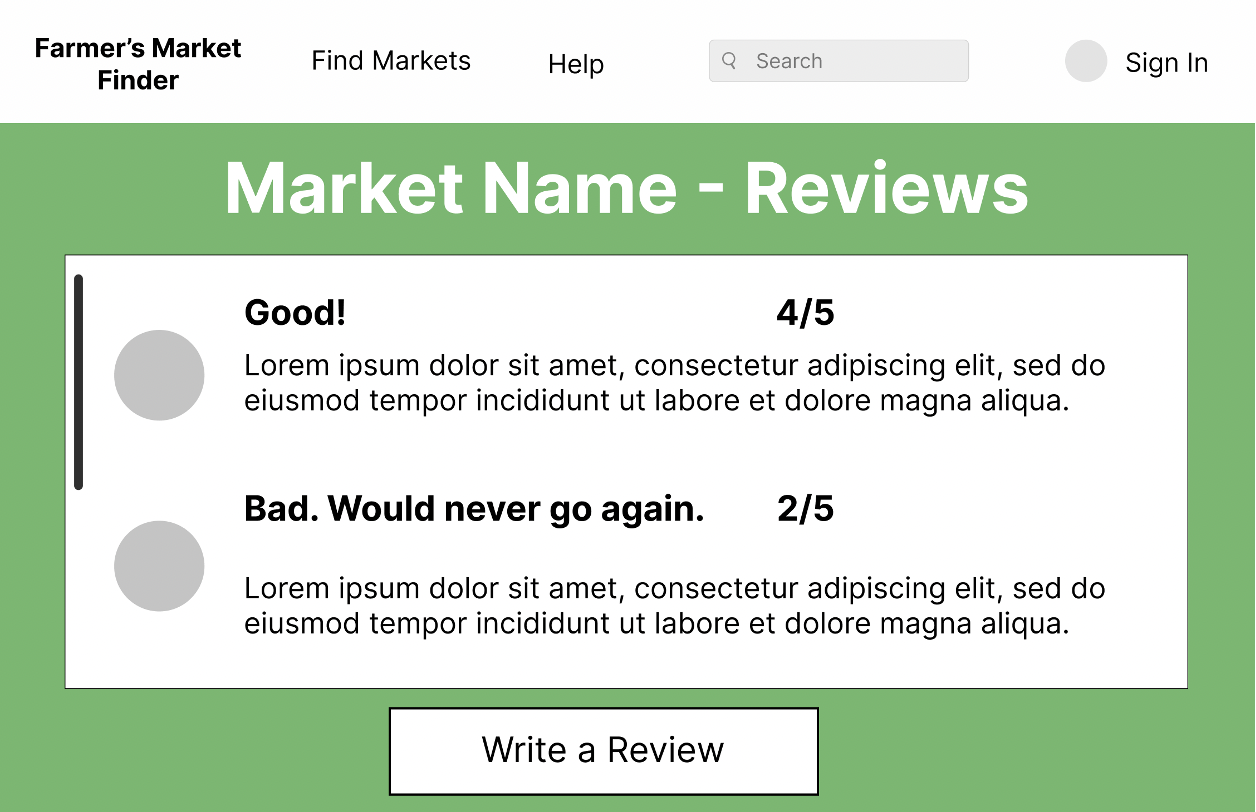 Farmer’s Market
Finder
Find Markets
Help
Search
Sign In
Market Name - Reviews
Good!
4/5
Lorem ipsum dolor sit amet, consectetur adipiscing elit, sed do
eiusmod tempor incididunt ut labore et dolore magna aliqua.
Bad. Would never go again.
2/5
Lorem ipsum dolor sit amet, consectetur adipiscing elit, sed do
eiusmod tempor incididunt ut labore et dolore magna aliqua.
Write a Review